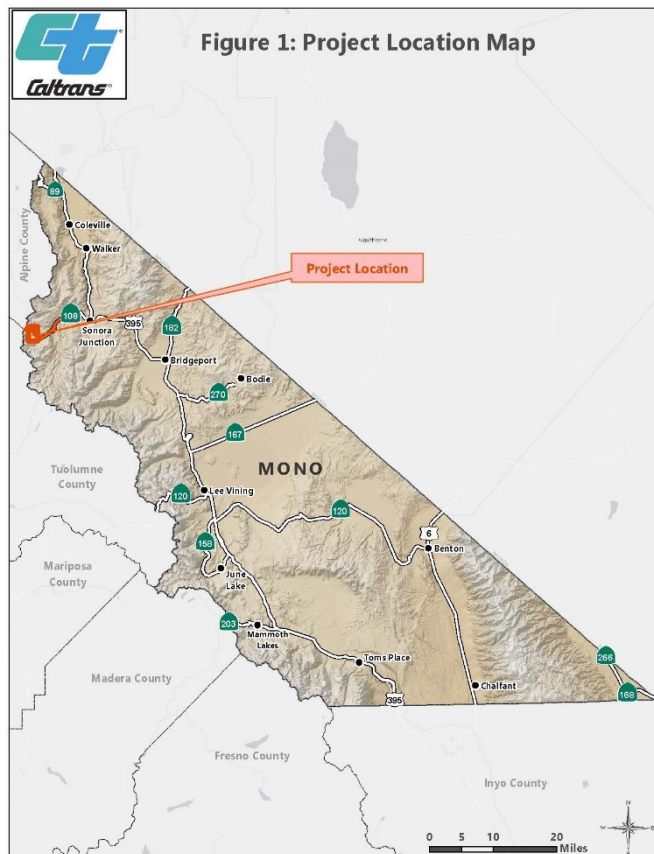 Caltrans®
Figure 1: Project Location Map
89
Alpine County
Coleville
Walker
Hawthorne
Project Location
108
Sonora
Junction
395
182
Bridgeport
270
Bodie
167
MONO
Tuolumne
County
120
Lee Vining
120
6
Benton
158
Mariposa
County
June
Lake
203
Mammoth
Lakes
Toms Place
266
Madera County
395
Chalfant
168
Fresno County
Inyo County
N
W
E
S
0 5 10 20
Miles